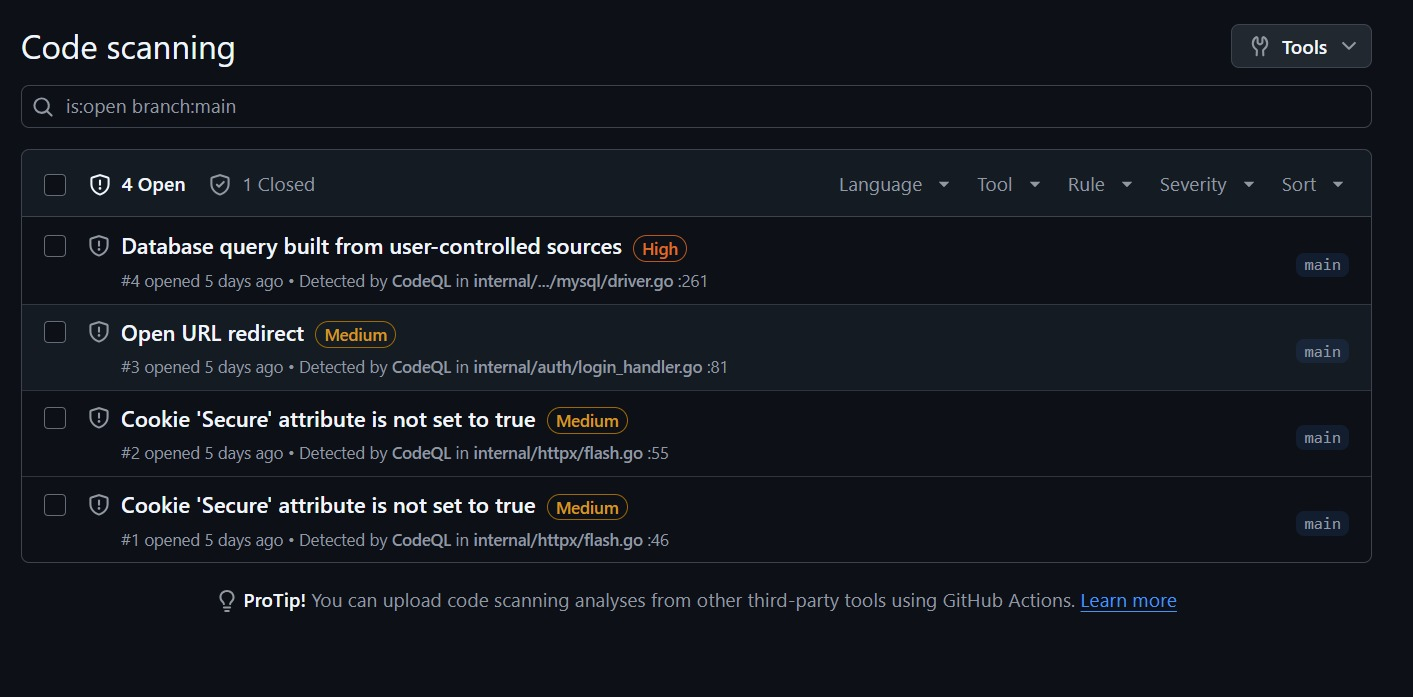 Code scanning
Tools
is:open branch:main
4 Open 1 Closed Language Tool Rule Severity Sort
Database query built from user-controlled sources High
#4 opened 5 days ago • Detected by CodeQL in internal/.../mysql/driver.go :261
main
Open URL redirect Medium
#3 opened 5 days ago • Detected by CodeQL in internal/auth/login_handler.go :81
main
Cookie 'Secure' attribute is not set to true Medium
#2 opened 5 days ago • Detected by CodeQL in internal/httpx/flash.go :55
main
Cookie 'Secure' attribute is not set to true Medium
#1 opened 5 days ago • Detected by CodeQL in internal/httpx/flash.go :46
main
ProTip! You can upload code scanning analyses from other third-party tools using GitHub Actions. Learn more